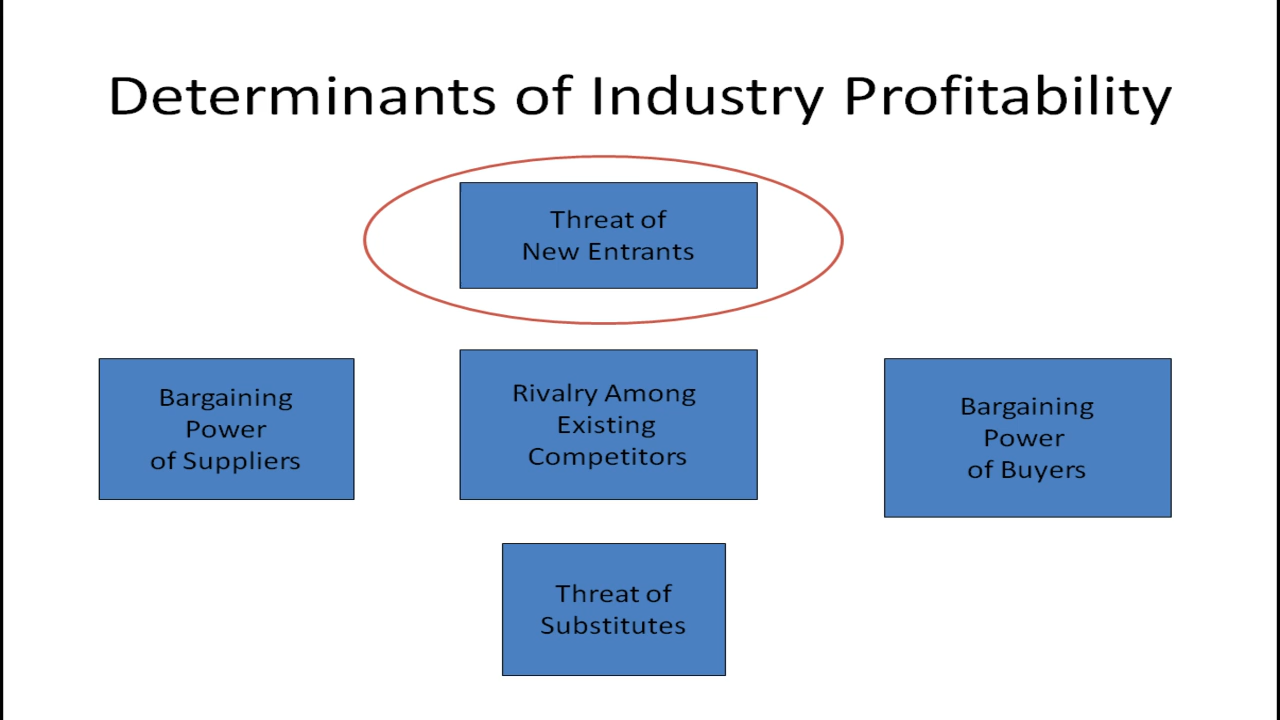 Determinants of Industry Profitability
Threat of
New Entrants
Bargaining
Power
of Suppliers
Rivalry Among
Existing
Competitors
Bargaining
Power
of Buyers
Threat of
Substitutes